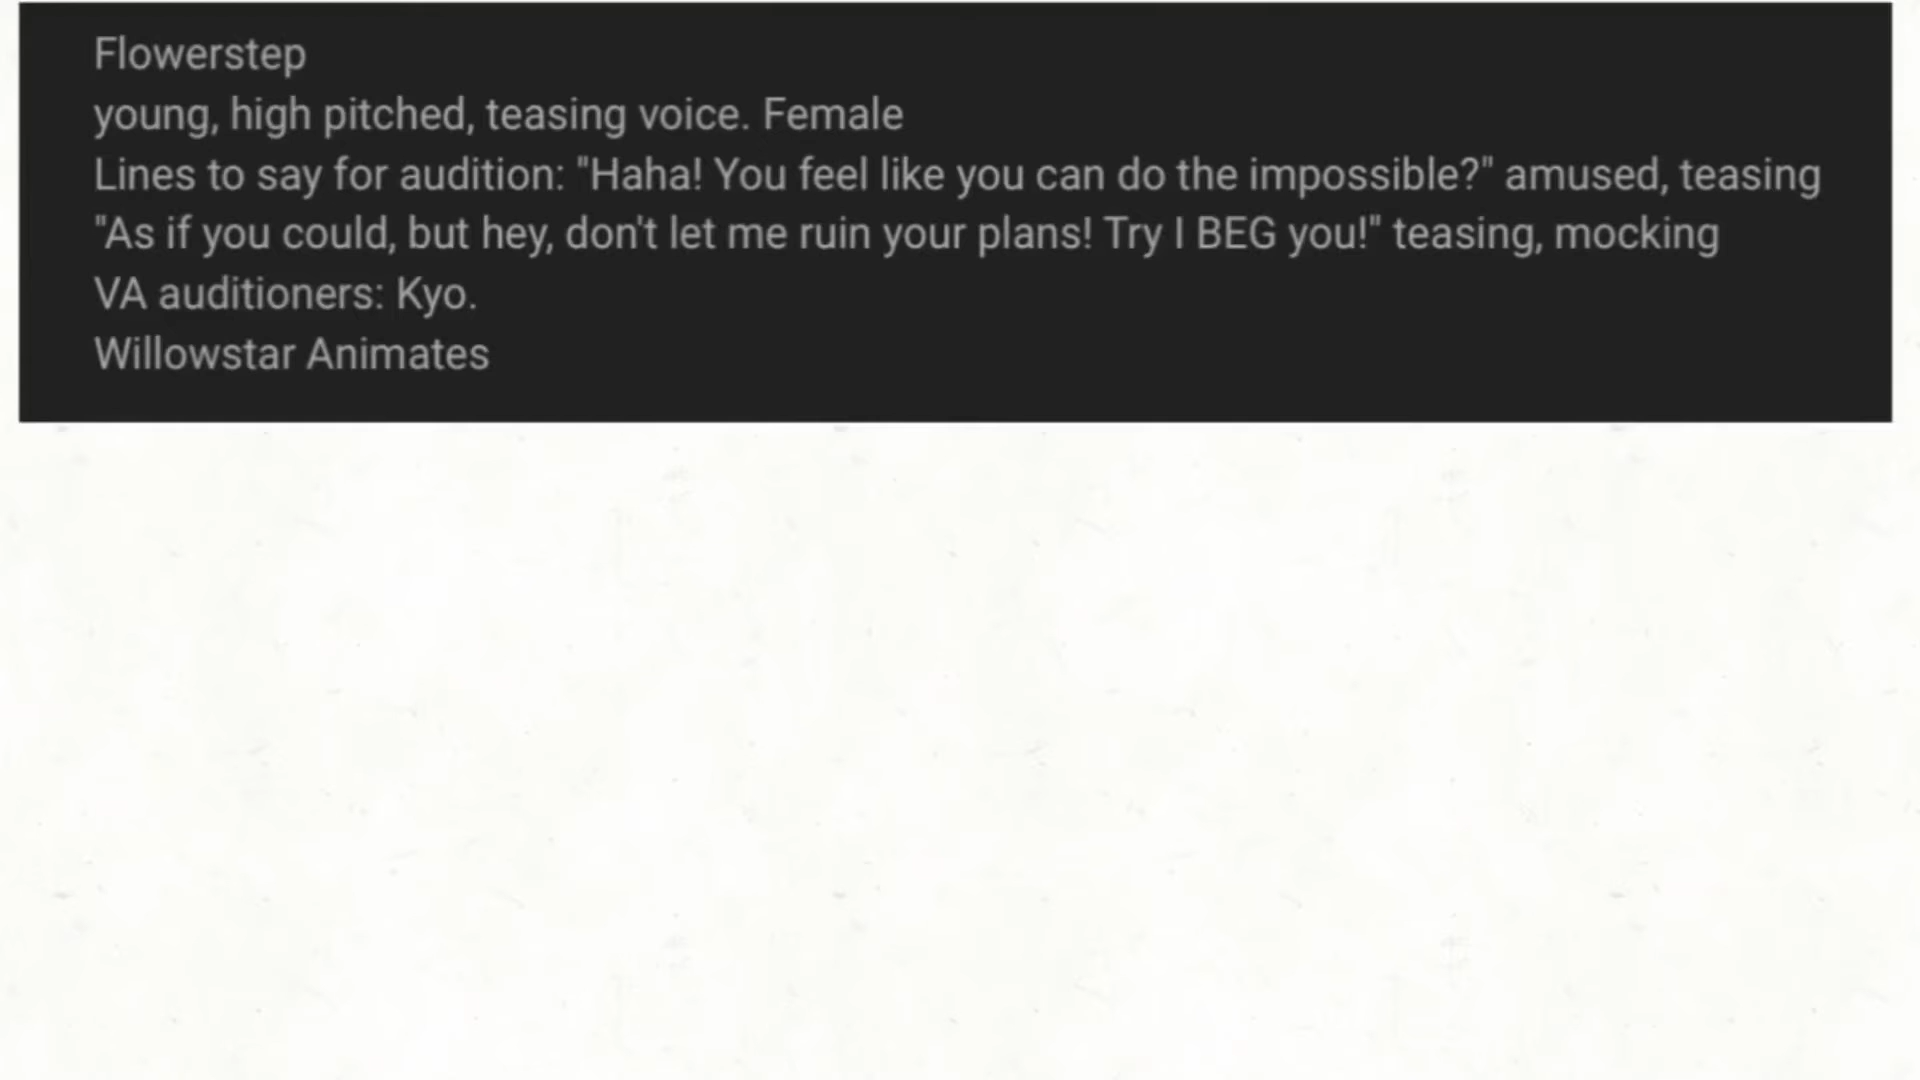 Flowerstep
young, high pitched, teasing voice. Female
Lines to say for audition: "Haha! You feel like you can do the impossible?" amused, teasing
"As if you could, but hey, don't let me ruin your plans! Try I BEG you!" teasing, mocking
VA auditioners: Kyo.
Willowstar Animates